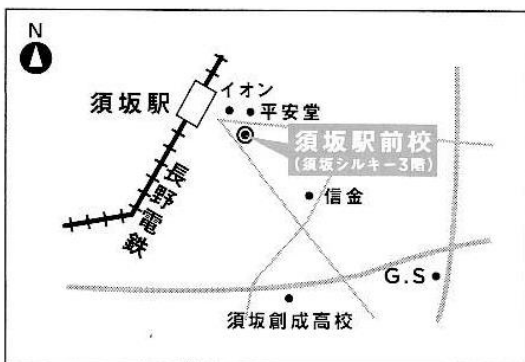 N
イオン
須坂駅
平安堂
須坂駅前校
(須坂シルキー3階)
長野電鉄
信金
G.S
須坂創成高校